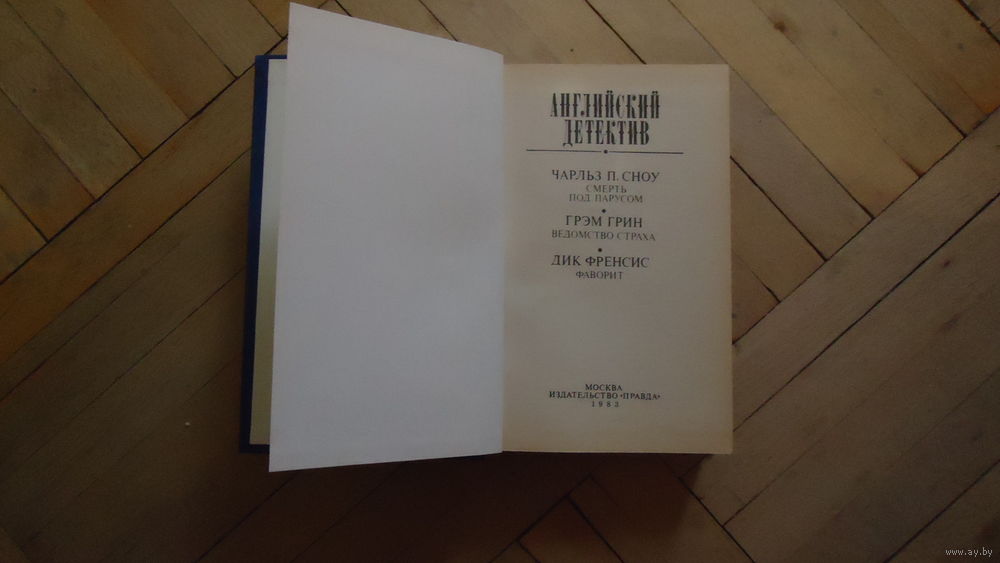 АНГЛИЙСКИЙ
ДЕТЕКТИВ
ЧАРЛЬЗ П. СНОУ
СМЕРТЬ
ПОД ПАРУСОМ
ГРЭМ ГРИН
ВЕДОМСТВО СТРАХА
ДИК ФРЕНСИС
ФАВОРИТ
МОСКВА
ИЗДАТЕЛЬСТВО «ПРАВДА»
1983
www.ay.by